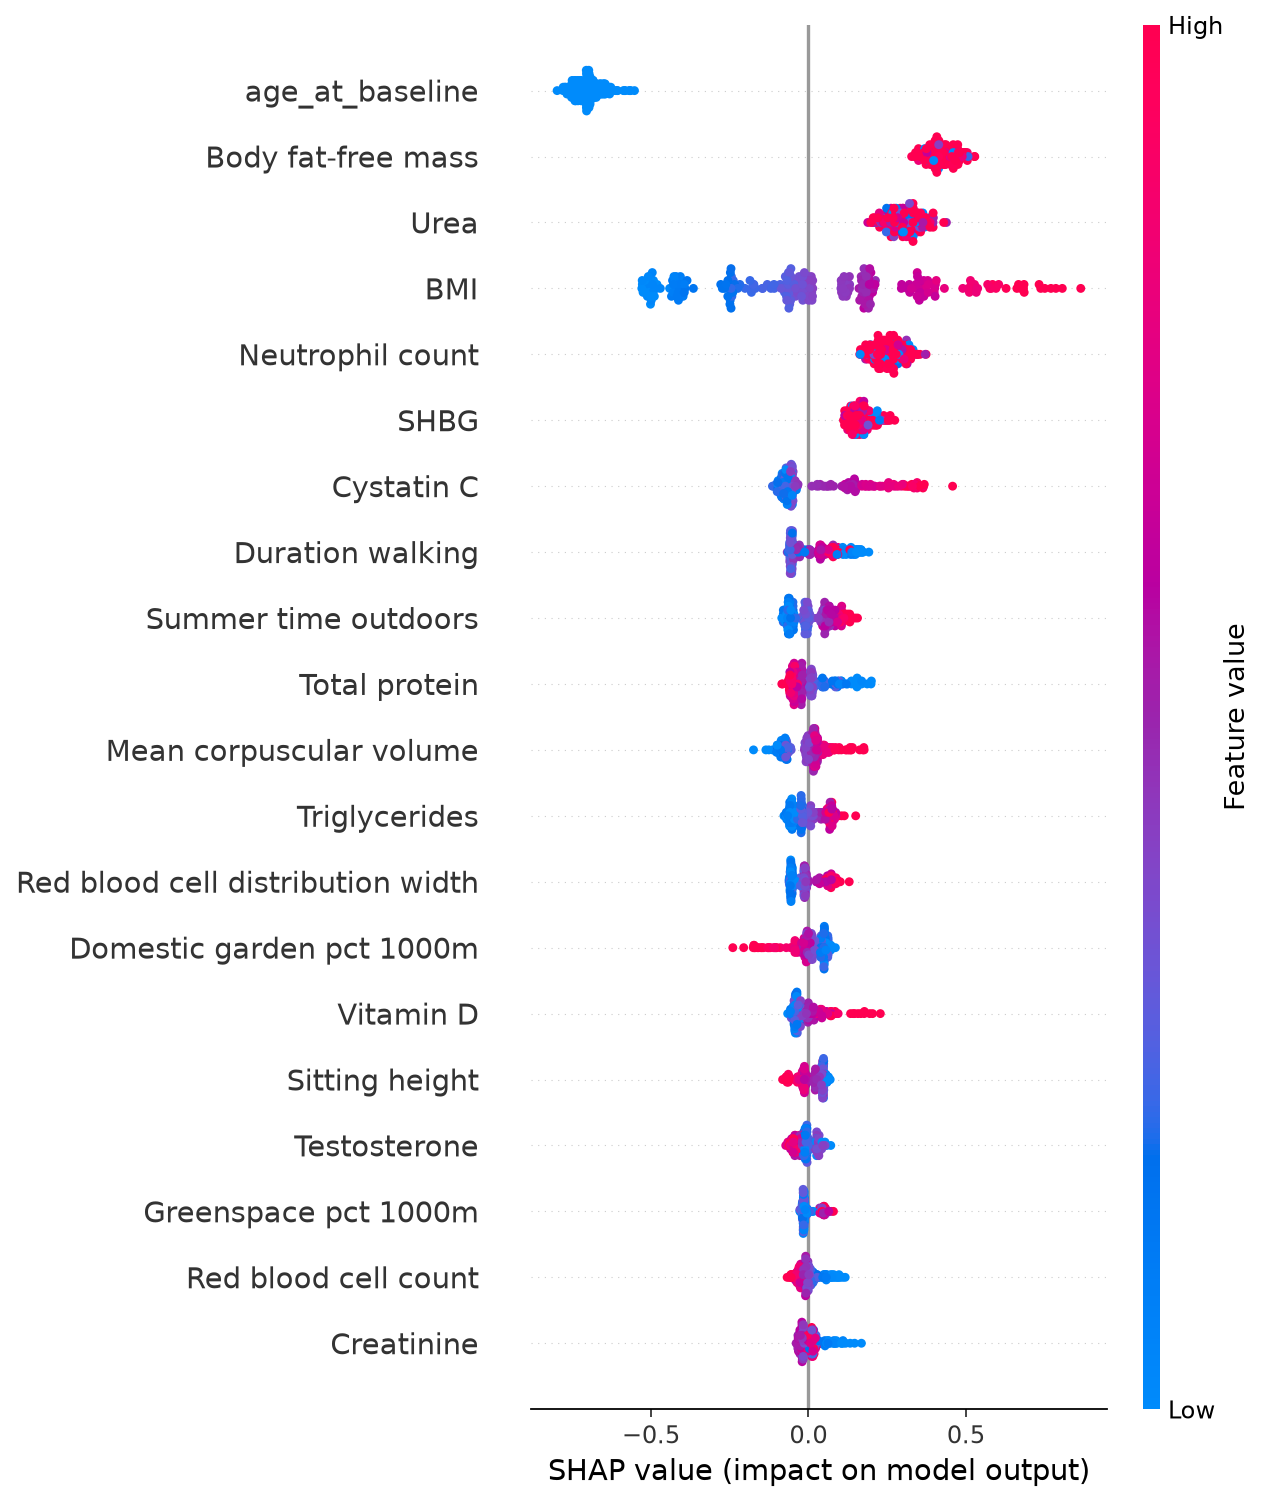 High
age_at_baseline
Body fat-free mass
Urea
BMI
Neutrophil count
SHBG
Cystatin C
Duration walking
Summer time outdoors
Total protein
Mean corpuscular volume
Triglycerides
Red blood cell distribution width
Domestic garden pct 1000m
Vitamin D
Sitting height
Testosterone
Greenspace pct 1000m
Red blood cell count
Creatinine
Feature value
Low
−0.5 0.0 0.5
SHAP value (impact on model output)